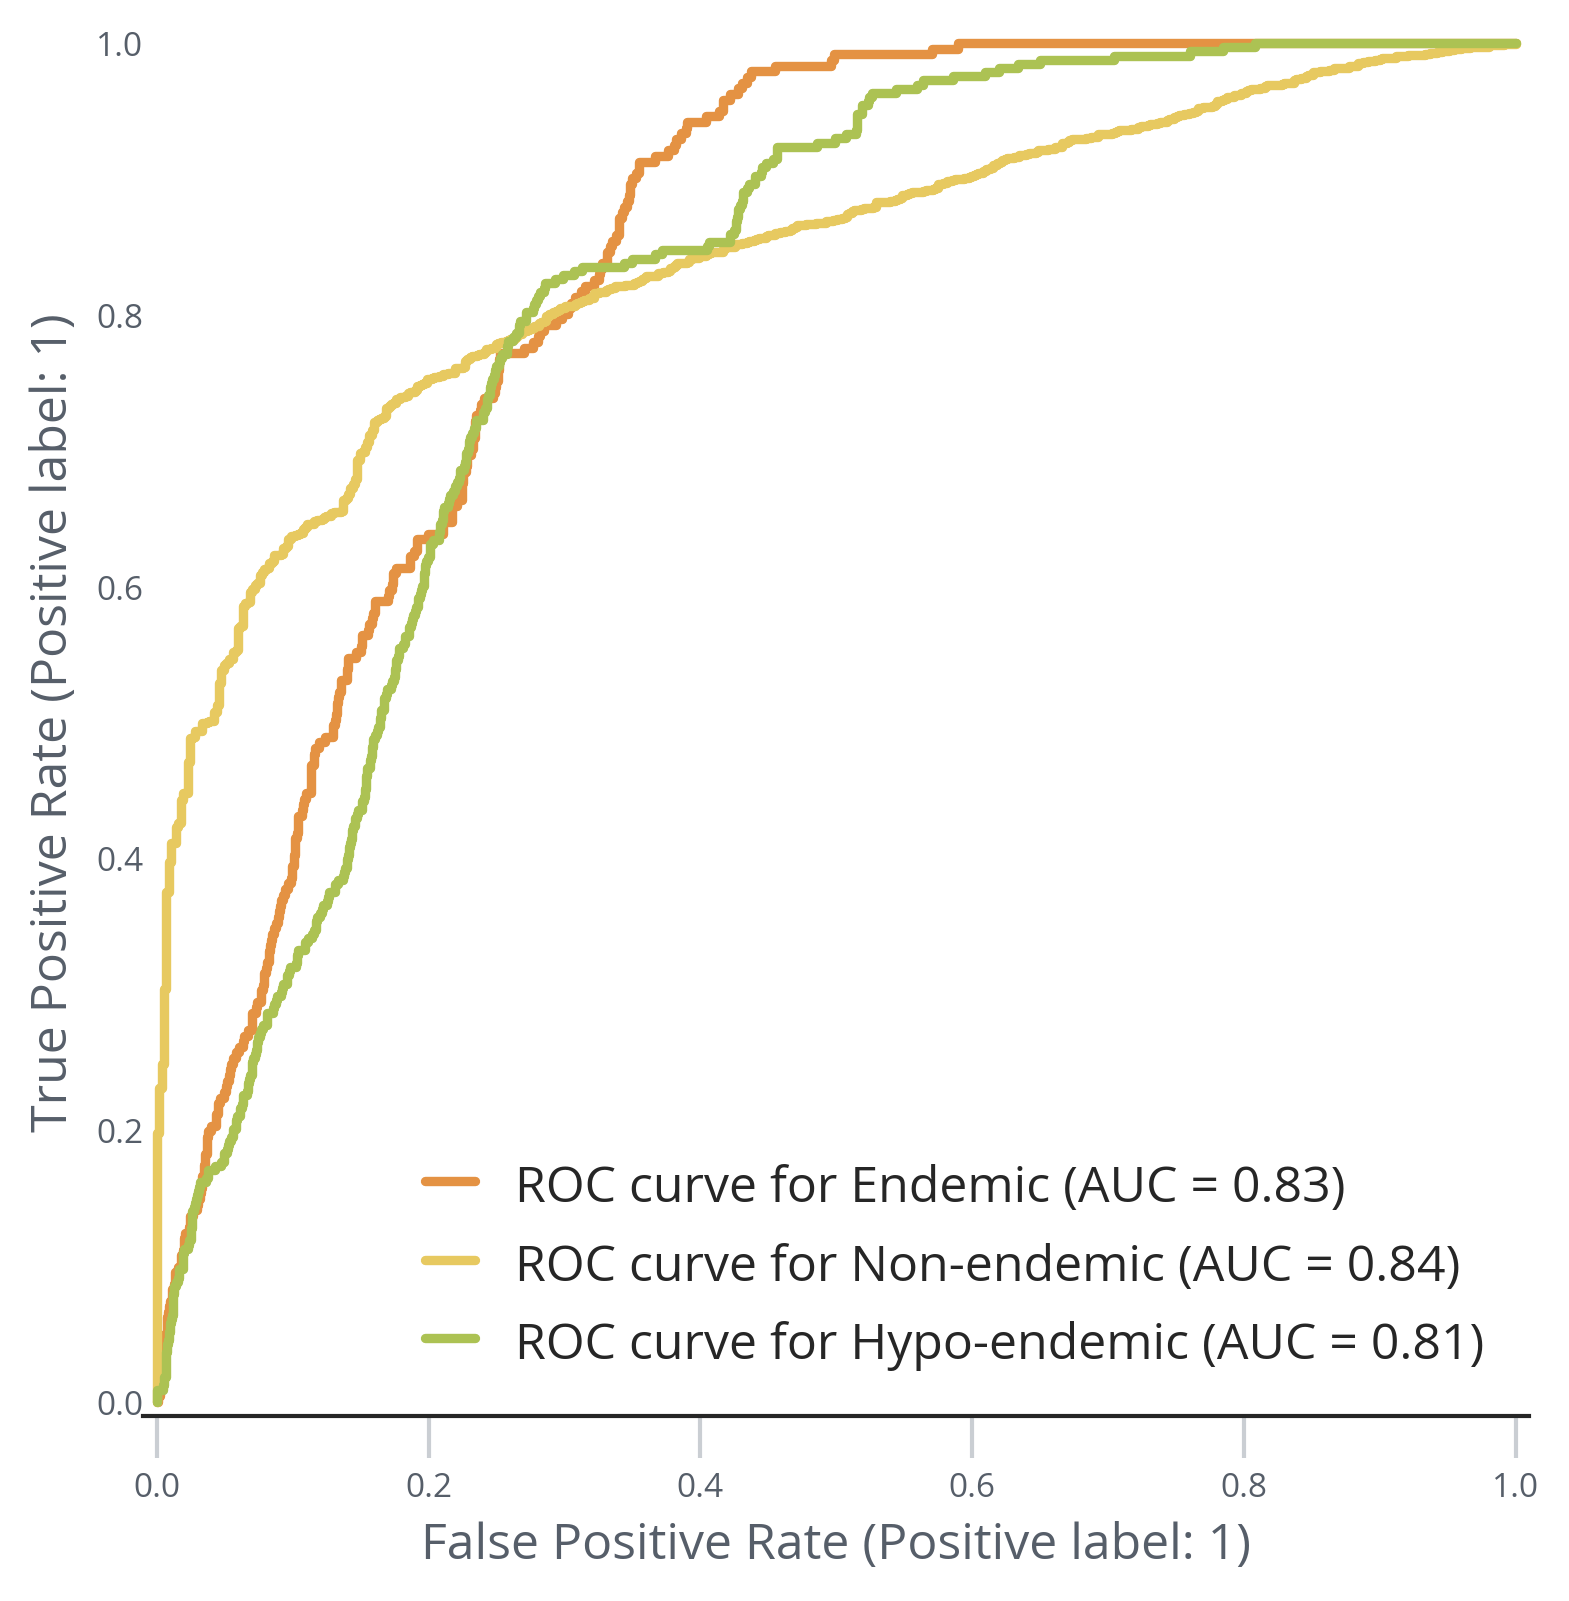 True Positive Rate (Positive label: 1)
1.0
0.8
0.6
0.4
0.2
0.0
ROC curve for Endemic (AUC = 0.83)
ROC curve for Non-endemic (AUC = 0.84)
ROC curve for Hypo-endemic (AUC = 0.81)
0.0 0.2 0.4 0.6 0.8 1.0
False Positive Rate (Positive label: 1)